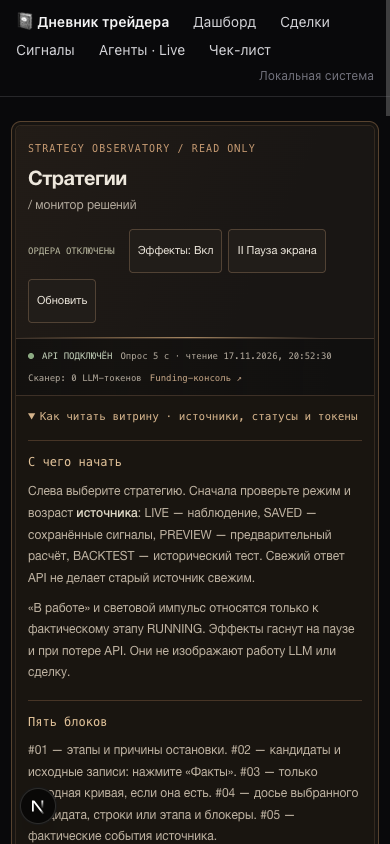 Дневник трейдера Дашборд Сделки
Сигналы Агенты · Live Чек-лист
Локальная система
STRATEGY OBSERVATORY / READ ONLY
Стратегии
/ монитор решений
ОРДЕРА ОТКЛЮЧЕНЫ Эффекты: Вкл II Пауза экрана
Обновить
API ПОДКЛЮЧЁН Опрос 5 с · чтение 17.11.2026, 20:52:30
Сканер: 0 LLM-токенов Funding-консоль ↗
▼ Как читать витрину · источники, статусы и токены
С чего начать
Слева выберите стратегию. Сначала проверьте режим и
возраст источника: LIVE — наблюдение, SAVED —
сохранённые сигналы, PREVIEW — предварительный
расчёт, BACKTEST — исторический тест. Свежий ответ
API не делает старый источник свежим.
«В работе» и световой импульс относятся только к
фактическому этапу RUNNING. Эффекты гаснут на паузе
и при потере API. Они не изображают работу LLM или
сделку.
Пять блоков
#01 — этапы и причины остановки. #02 — кандидаты и
исходные записи: нажмите «Факты». #03 — только
кривая, если она есть. #04 — досье выбранного
N
строки или этапа и блокеры. #05 —
фактические события источника.